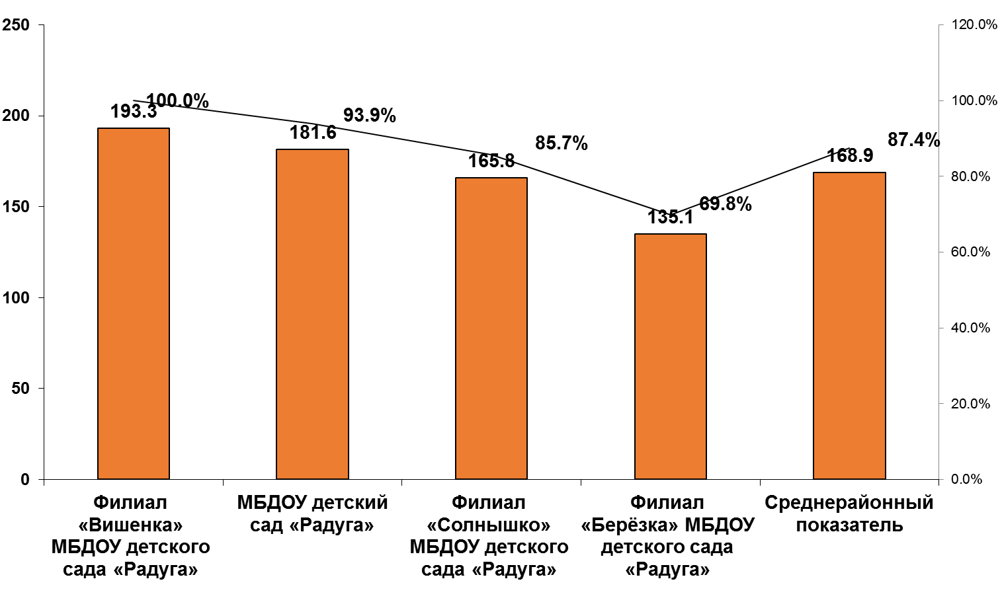 250
200
150
100
50
0
120.0%
100.0%
80.0%
60.0%
40.0%
20.0%
0.0%
100.0%
93.9%
85.7%
69.8%
87.4%
193.3
181.6
165.8
135.1
168.9
Филиал
«Вишенка»
МБДОУ детского
сада «Радуга»
МБДОУ детский
сад «Радуга»
Филиал
«Солнышко»
МБДОУ детского
сада «Радуга»
Филиал
«Берёзка» МБДОУ
детского сада
«Радуга»
Среднерайонный
показатель